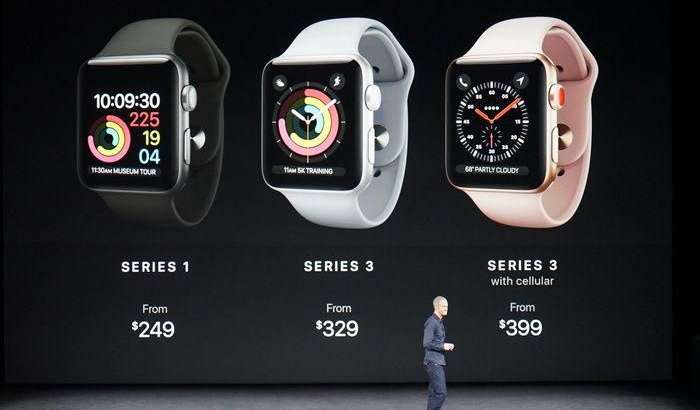 10:09:30
225
19
04
11:30AM MUSEUM TOUR
11AM 5K TRAINING
68° PARTLY CLOUDY
SERIES 1
From
$249
SERIES 3
From
$329
SERIES 3
with cellular
From
$399